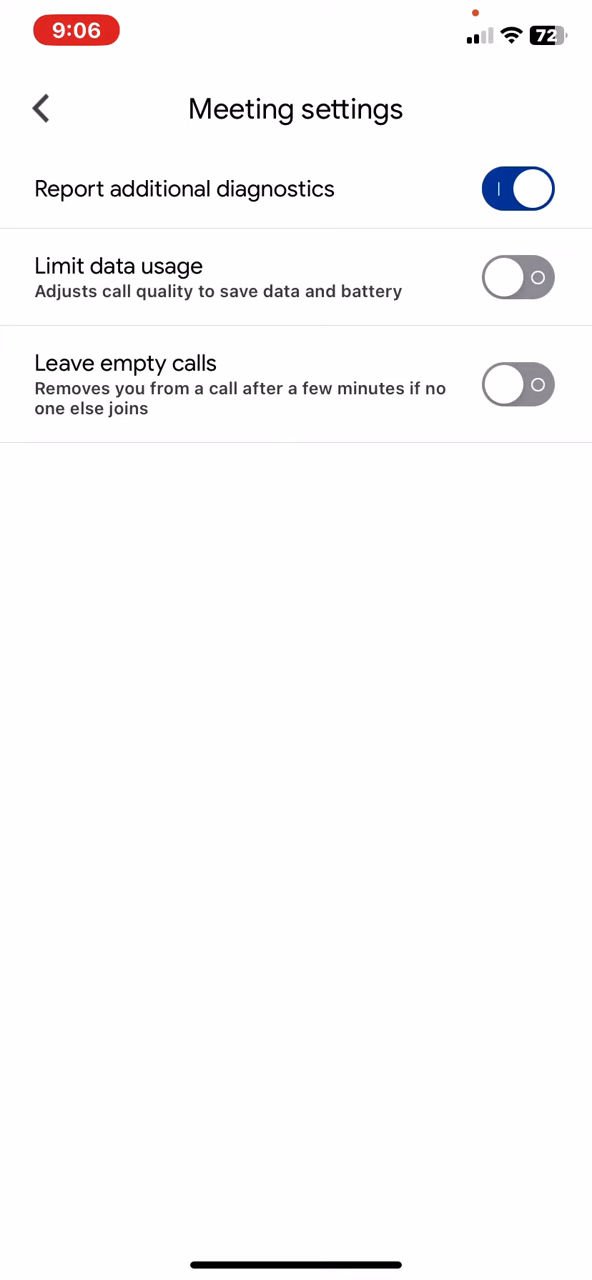 9:06
72
Meeting settings
Report additional diagnostics
Limit data usage
Adjusts call quality to save data and battery
Leave empty calls
Removes you from a call after a few minutes if no
one else joins